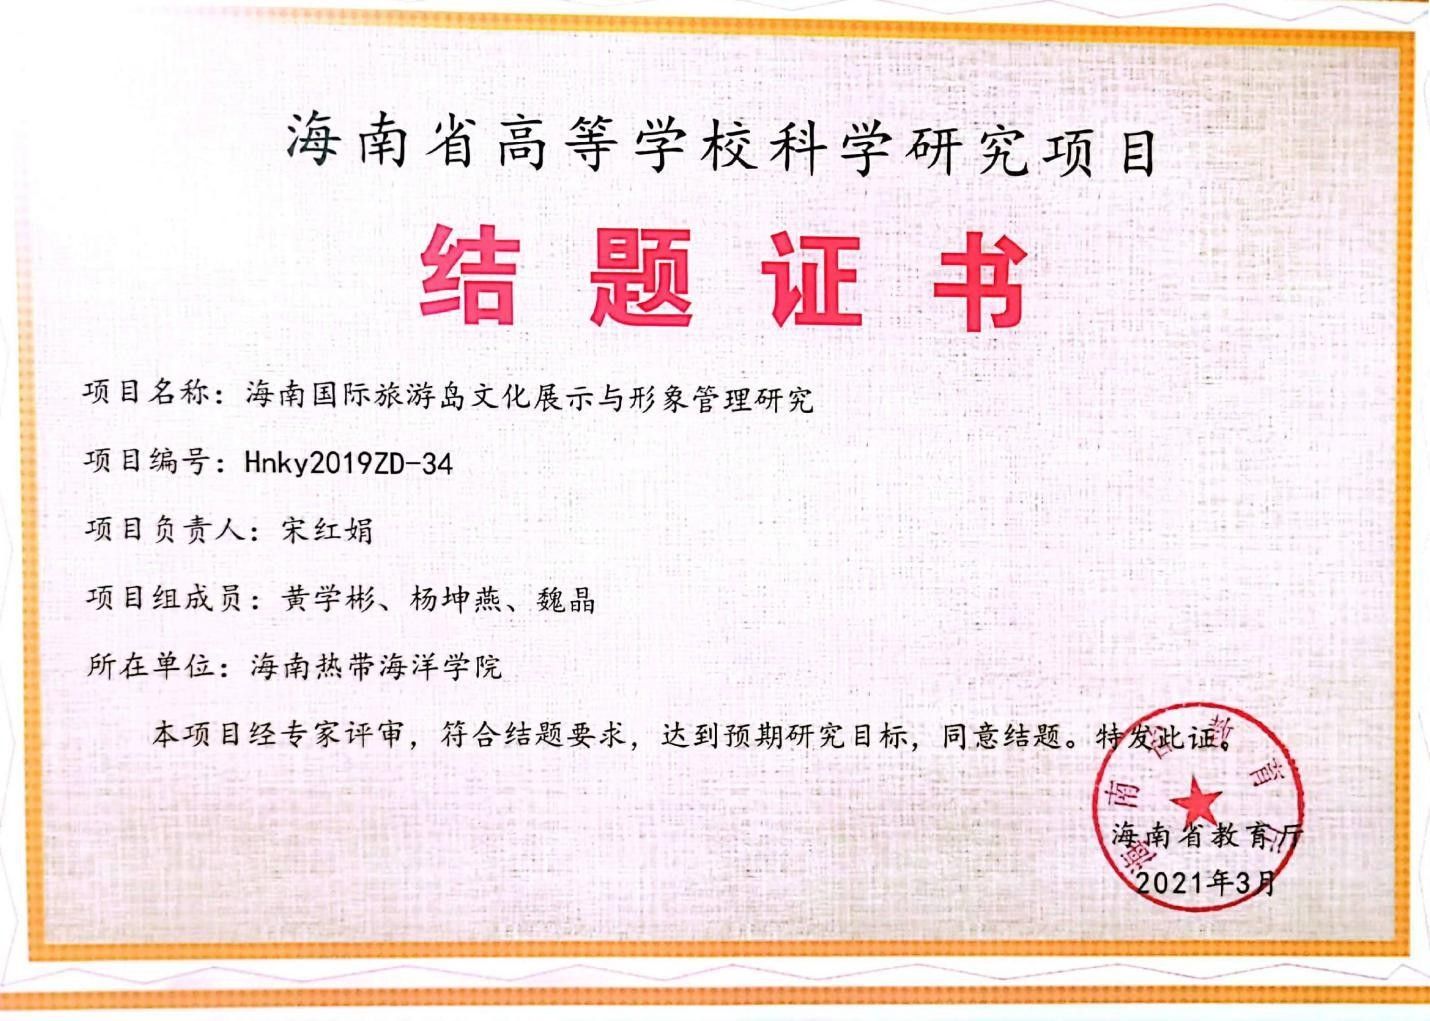 海南省高等学校科学研究项目
结题证书
项目名称：海南国际旅游岛文化展示与形象管理研究
项目编号：Hnky2019ZD-34
项目负责人：宋红娟
项目组成员：黄学彬、杨坤燕、魏晶
所在单位：海南热带海洋学院
本项目经专家评审，符合结题要求，达到预期研究目标，同意结题。特发此证。
海南省教育厅
海南省教育厅
2021年3月